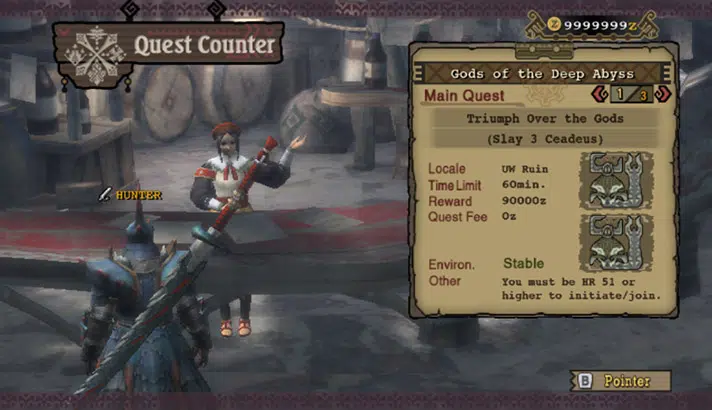 Quest Counter
9999999z
Gods of the Deep Abyss
Main Quest
1/3
Triumph Over the Gods
(Slay 3 Ceadeus)
Locale UW Ruin
Time Limit 60min.
Reward 90000z
Quest Fee 0z
Environ. Stable
Other You must be HR 51 or
higher to initiate/join.
HUNTER
B Pointer